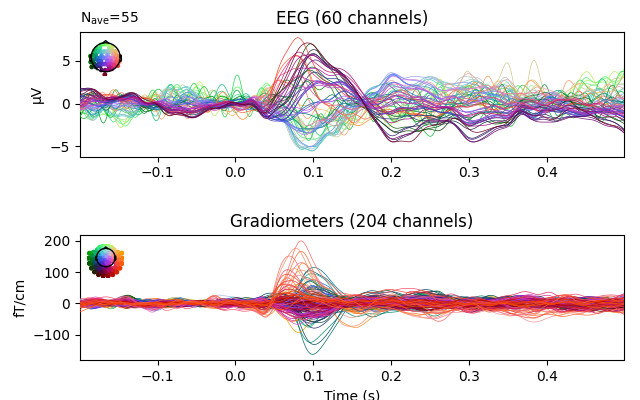 N_ave=55
EEG (60 channels)
5
0
−5
µV
−0.1 0.0 0.1 0.2 0.3 0.4
Gradiometers (204 channels)
200
100
0
−100
fT/cm
−0.1 0.0 0.1 0.2 0.3 0.4
Time (s)